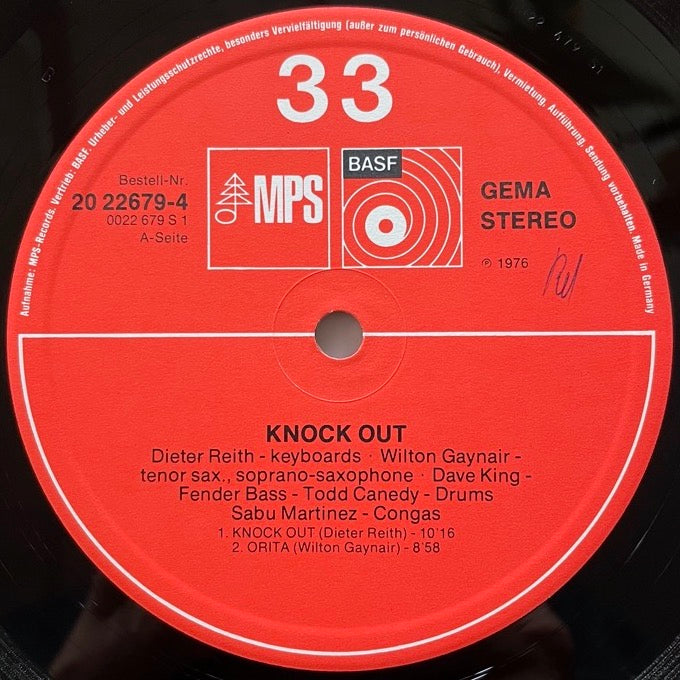 Aufnahme: MPS-Records. Vertrieb: BASF. Urheber- und Leistungsschutzrechte, besonders Vervielfältigung (außer zum persönlichen Gebrauch), Vermietung, Aufführung, Sendung vorbehalten. Made in Germany
33
Bestell-Nr.
20 22679-4
0022 679 S 1
A-Seite
MPS
BASF
GEMA
STEREO
℗ 1976
KNOCK OUT
Dieter Reith - keyboards · Wilton Gaynair -
tenor sax., soprano-saxophone · Dave King -
Fender Bass - Todd Canedy - Drums
Sabu Martinez - Congas
1. KNOCK OUT (Dieter Reith) - 10'16
2. ORITA (Wilton Gaynair) - 8'58